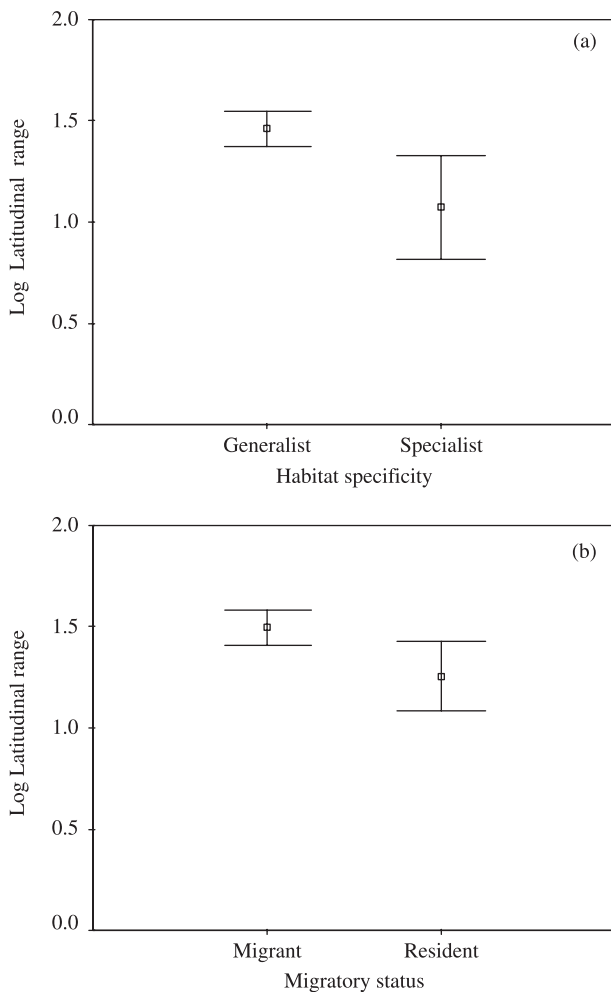 2.0
(a)
1.5
1.0
0.5
0.0
Log Latitudinal range
Generalist Specialist
Habitat specificity
2.0
(b)
1.5
1.0
0.5
0.0
Log Latitudinal range
Migrant Resident
Migratory status